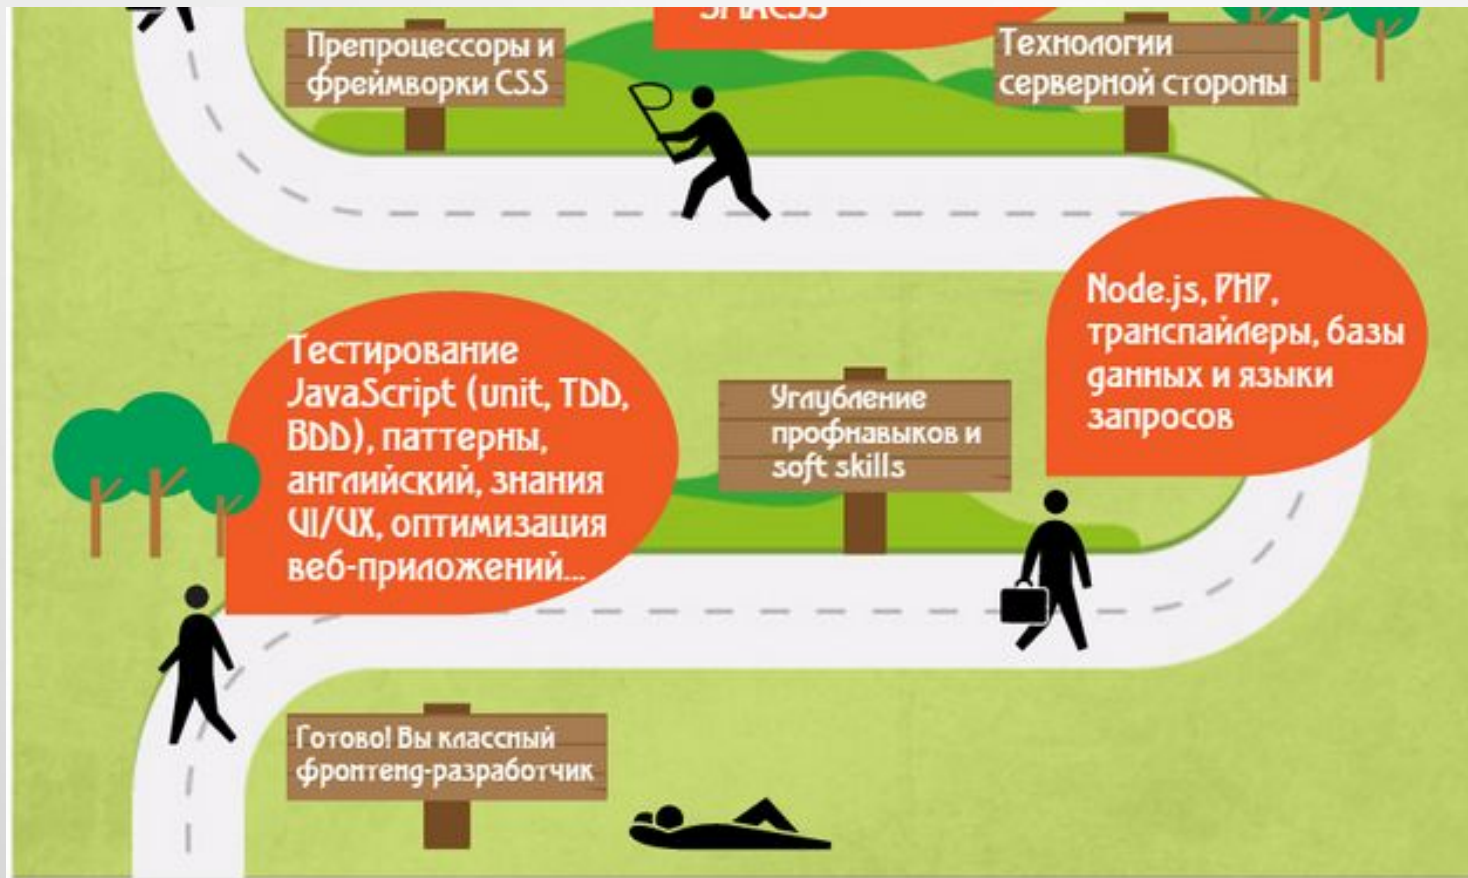 SMACSS
Препроцессоры и
фреймворки CSS
Технологии
серверной стороны
Node.js, PHP,
транспайлеры, базы
данных и языки
запросов
Тестирование
JavaScript (unit, TDD,
BDD), паттерны,
английский, знания
UI/UX, оптимизация
веб-приложений...
Углубление
профнавыков и
soft skills
Готово! Вы классный
фронтенд-разработчик